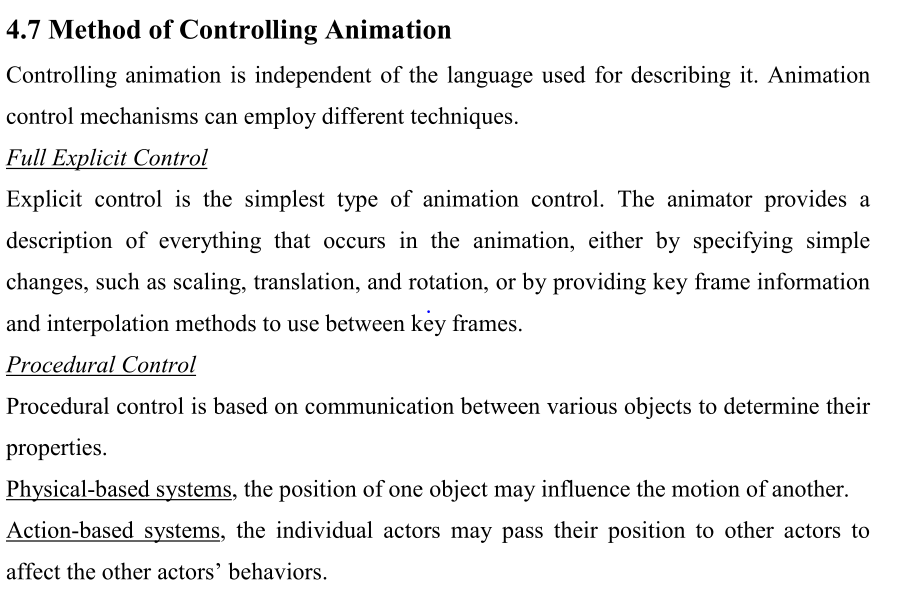 4.7 Method of Controlling Animation
Controlling animation is independent of the language used for describing it. Animation
control mechanisms can employ different techniques.
Full Explicit Control
Explicit control is the simplest type of animation control. The animator provides a
description of everything that occurs in the animation, either by specifying simple
changes, such as scaling, translation, and rotation, or by providing key frame information
and interpolation methods to use between key frames.
Procedural Control
Procedural control is based on communication between various objects to determine their
properties.
Physical-based systems, the position of one object may influence the motion of another.
Action-based systems, the individual actors may pass their position to other actors to
affect the other actors’ behaviors.